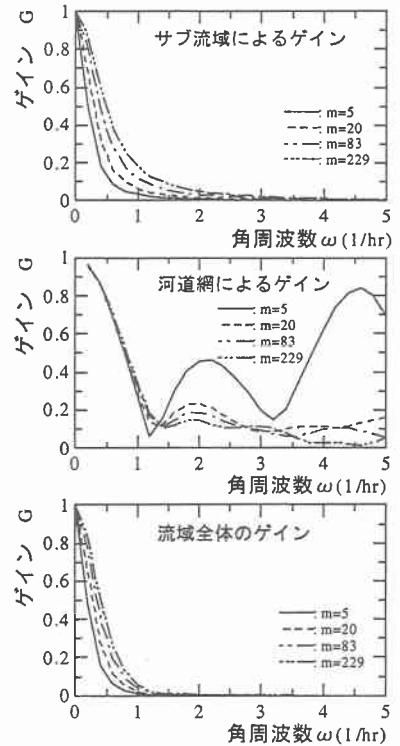 ゲイン G
サブ流域によるゲイン
1
0.8
0.6
0.4
0.2
0
: m=5
: m=20
: m=83
: m=229
0 1 2 3 4 5
角周波数ω(1/hr)
ゲイン G
河道網によるゲイン
1
0.8
0.6
0.4
0.2
0
: m=5
: m=20
: m=83
: m=229
0 1 2 3 4 5
角周波数ω(1/hr)
ゲイン G
流域全体のゲイン
1
0.8
0.6
0.4
0.2
0
: m=5
: m=20
: m=83
: m=229
0 1 2 3 4 5
角周波数ω(1/hr)